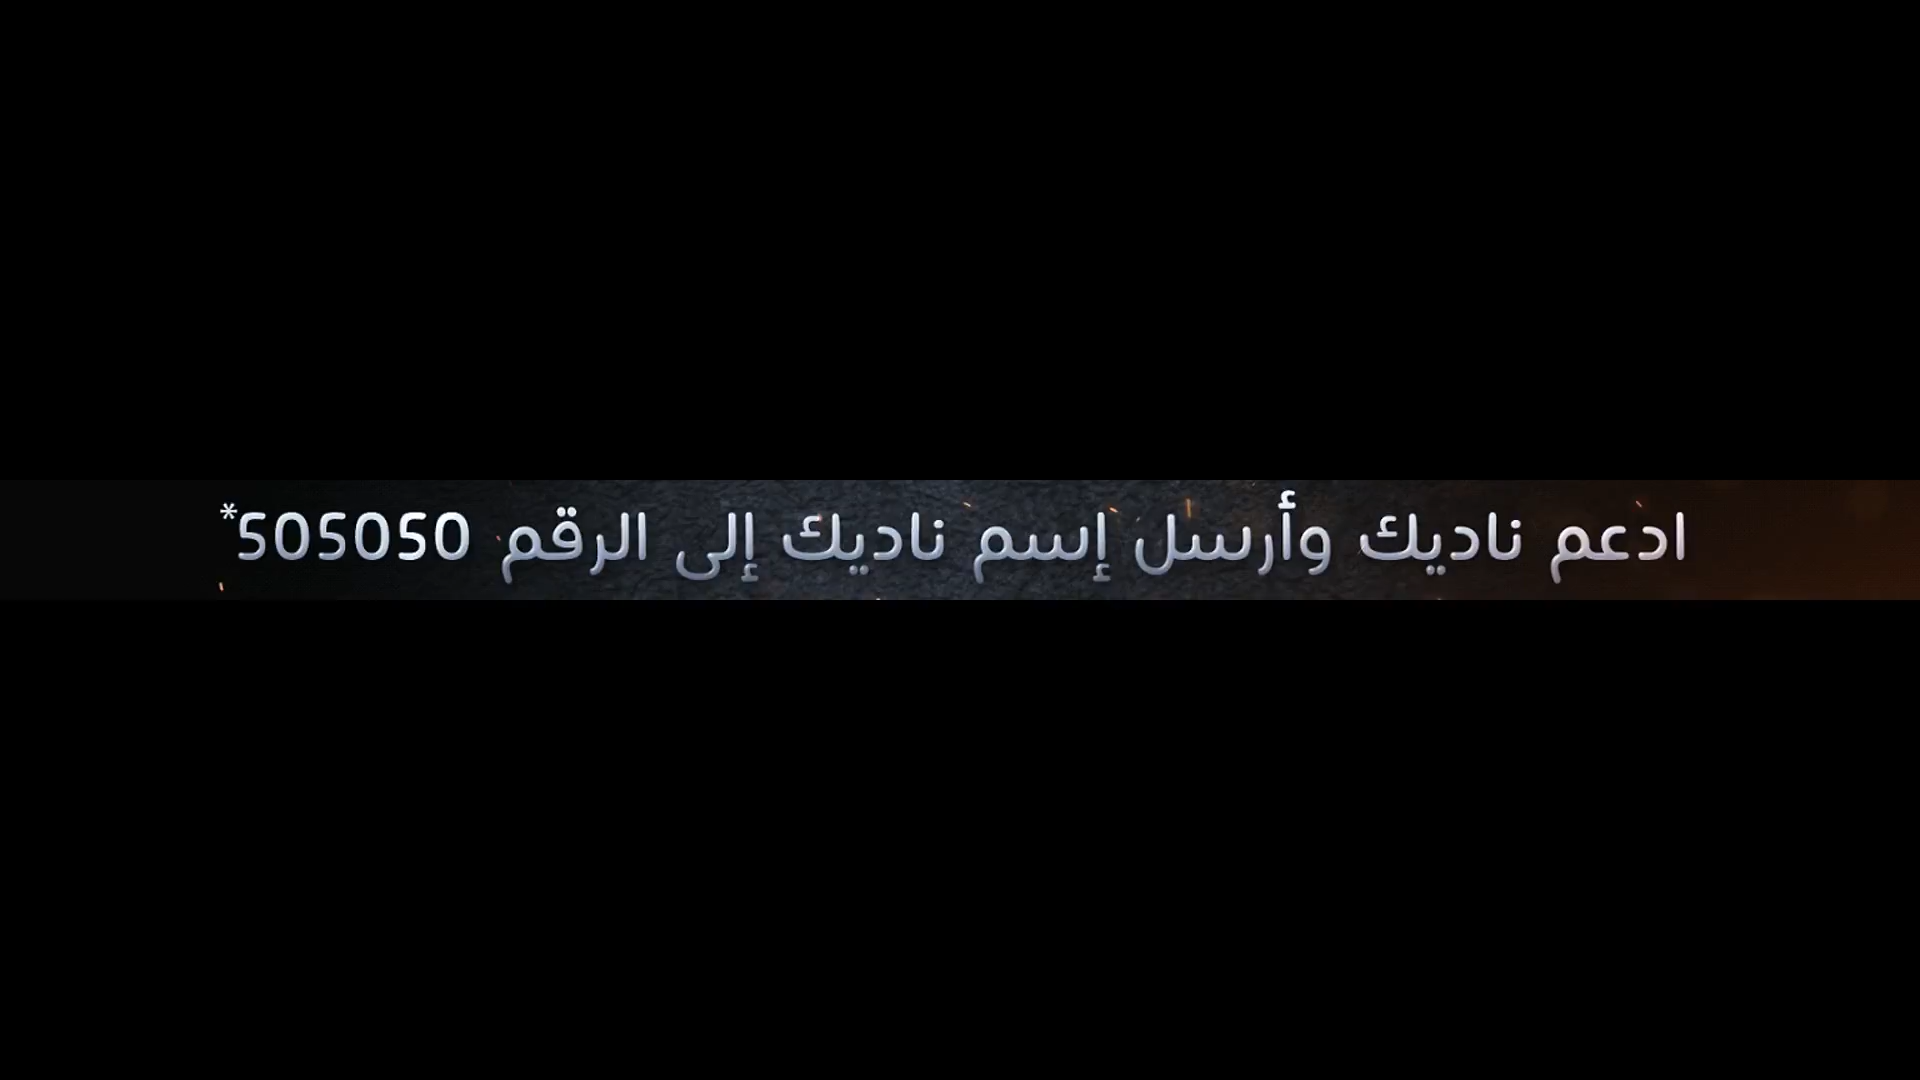 ادعم ناديك وأرسل إسم ناديك إلى الرقم 505050*